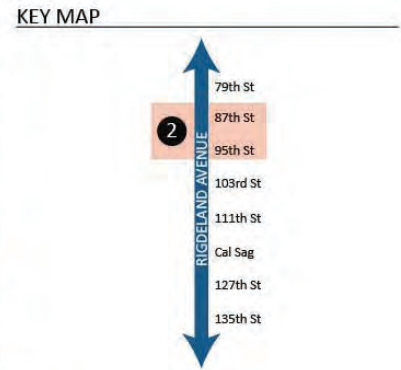 KEY MAP
79th St
87th St
2
95th St
RIGDELAND AVENUE
103rd St
111th St
Cal Sag
127th St
135th St